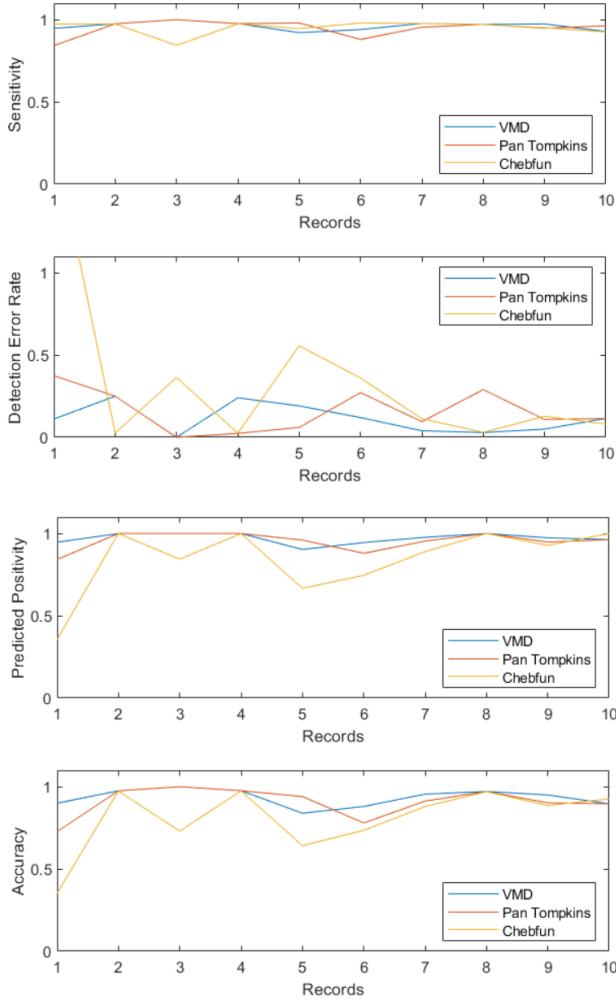 1
0.5
0
Sensitivity
VMD
Pan Tompkins
Chebfun
1 2 3 4 5 6 7 8 9 10
Records
1
0.5
0
Detection Error Rate
VMD
Pan Tompkins
Chebfun
1 2 3 4 5 6 7 8 9 10
Records
1
0.5
0
Predicted Positivity
VMD
Pan Tompkins
Chebfun
1 2 3 4 5 6 7 8 9 10
Records
1
0.5
0
Accuracy
VMD
Pan Tompkins
Chebfun
1 2 3 4 5 6 7 8 9 10
Records